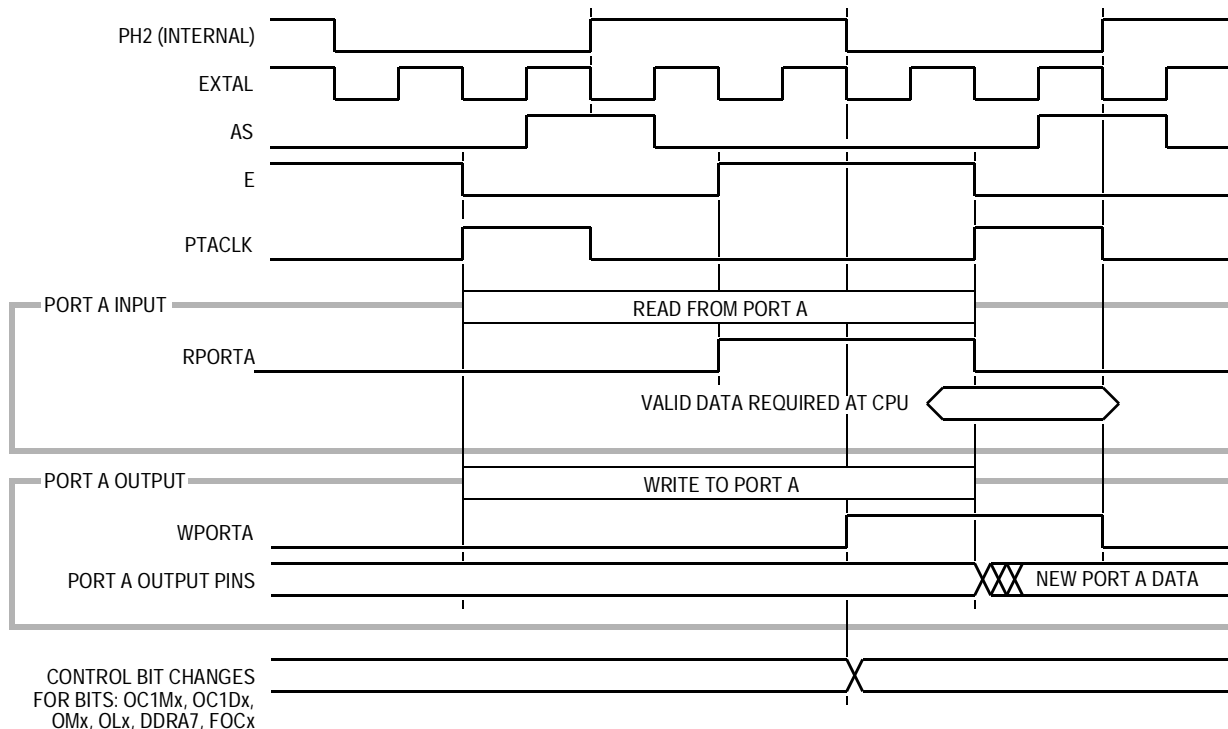 PH2 (INTERNAL)
EXTAL
AS
E
PTACLK
PORT A INPUT
READ FROM PORT A
RPORTA
VALID DATA REQUIRED AT CPU
PORT A OUTPUT
WRITE TO PORT A
WPORTA
PORT A OUTPUT PINS
NEW PORT A DATA
CONTROL BIT CHANGES
FOR BITS: OC1Mx, OC1Dx,
OMx, OLx, DDRA7, FOCx